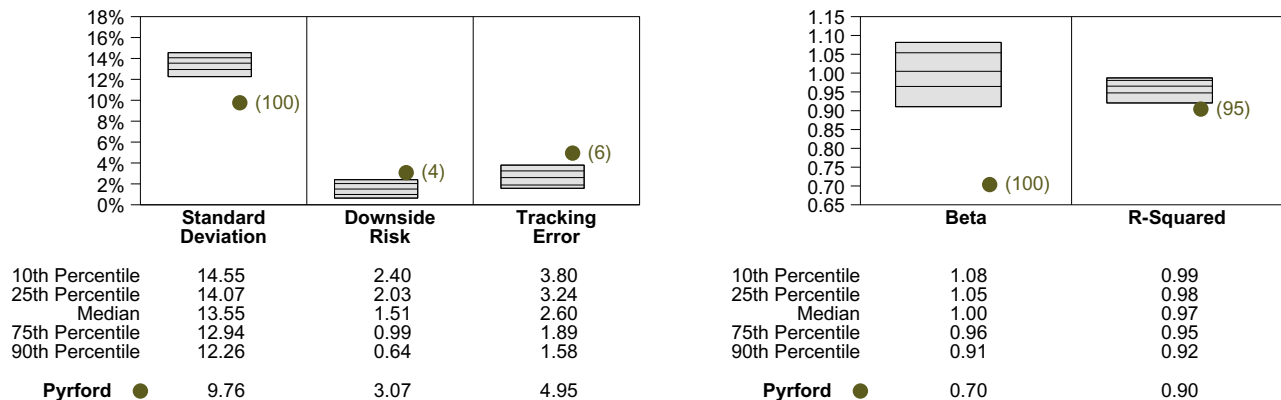 18%
16%
14%
12%
10%
8%
6%
4%
2%
0%
(100)
(4)
(6)
Standard
Deviation
Downside
Risk
Tracking
Error
10th Percentile 14.55 2.40 3.80
25th Percentile 14.07 2.03 3.24
Median 13.55 1.51 2.60
75th Percentile 12.94 0.99 1.89
90th Percentile 12.26 0.64 1.58
Pyrford 9.76 3.07 4.95
1.15
1.10
1.05
1.00
0.95
0.90
0.85
0.80
0.75
0.70
0.65
(100)
(95)
Beta R-Squared
10th Percentile 1.08 0.99
25th Percentile 1.05 0.98
Median 1.00 0.97
75th Percentile 0.96 0.95
90th Percentile 0.91 0.92
Pyrford 0.70 0.90